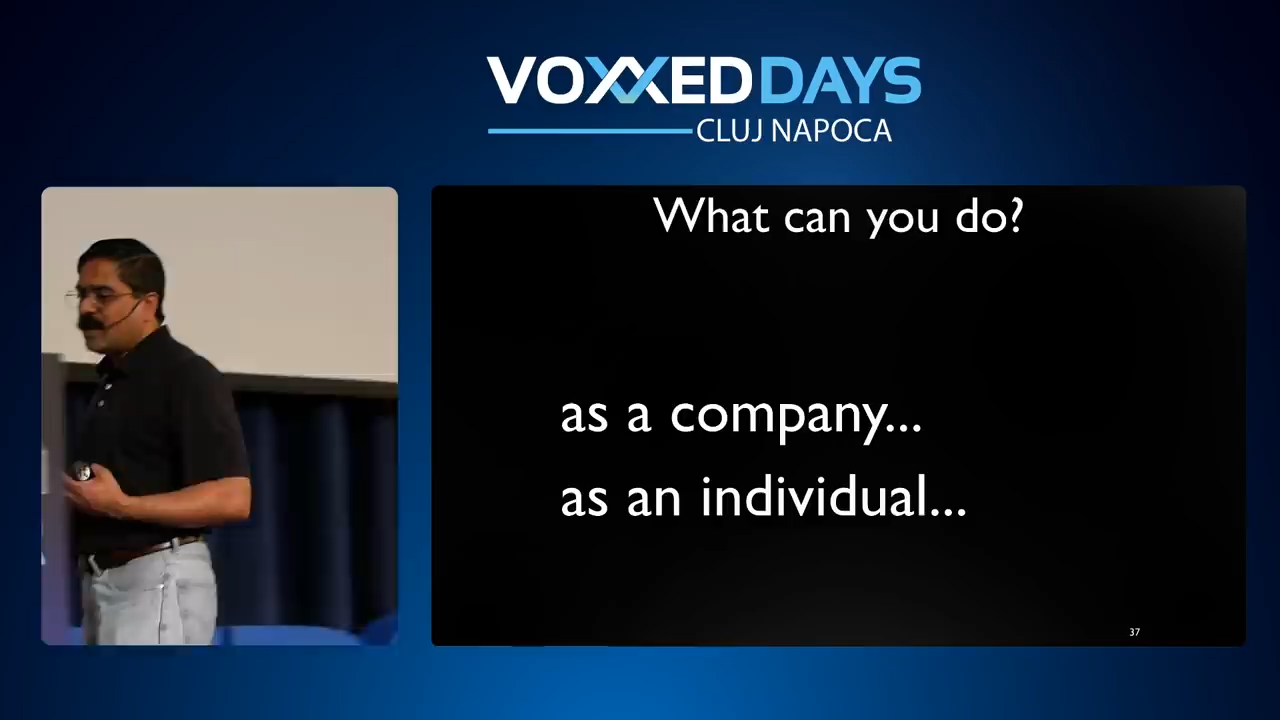 VOXXEDDAYS
CLUJ NAPOCA
What can you do?
as a company...
as an individual...
37